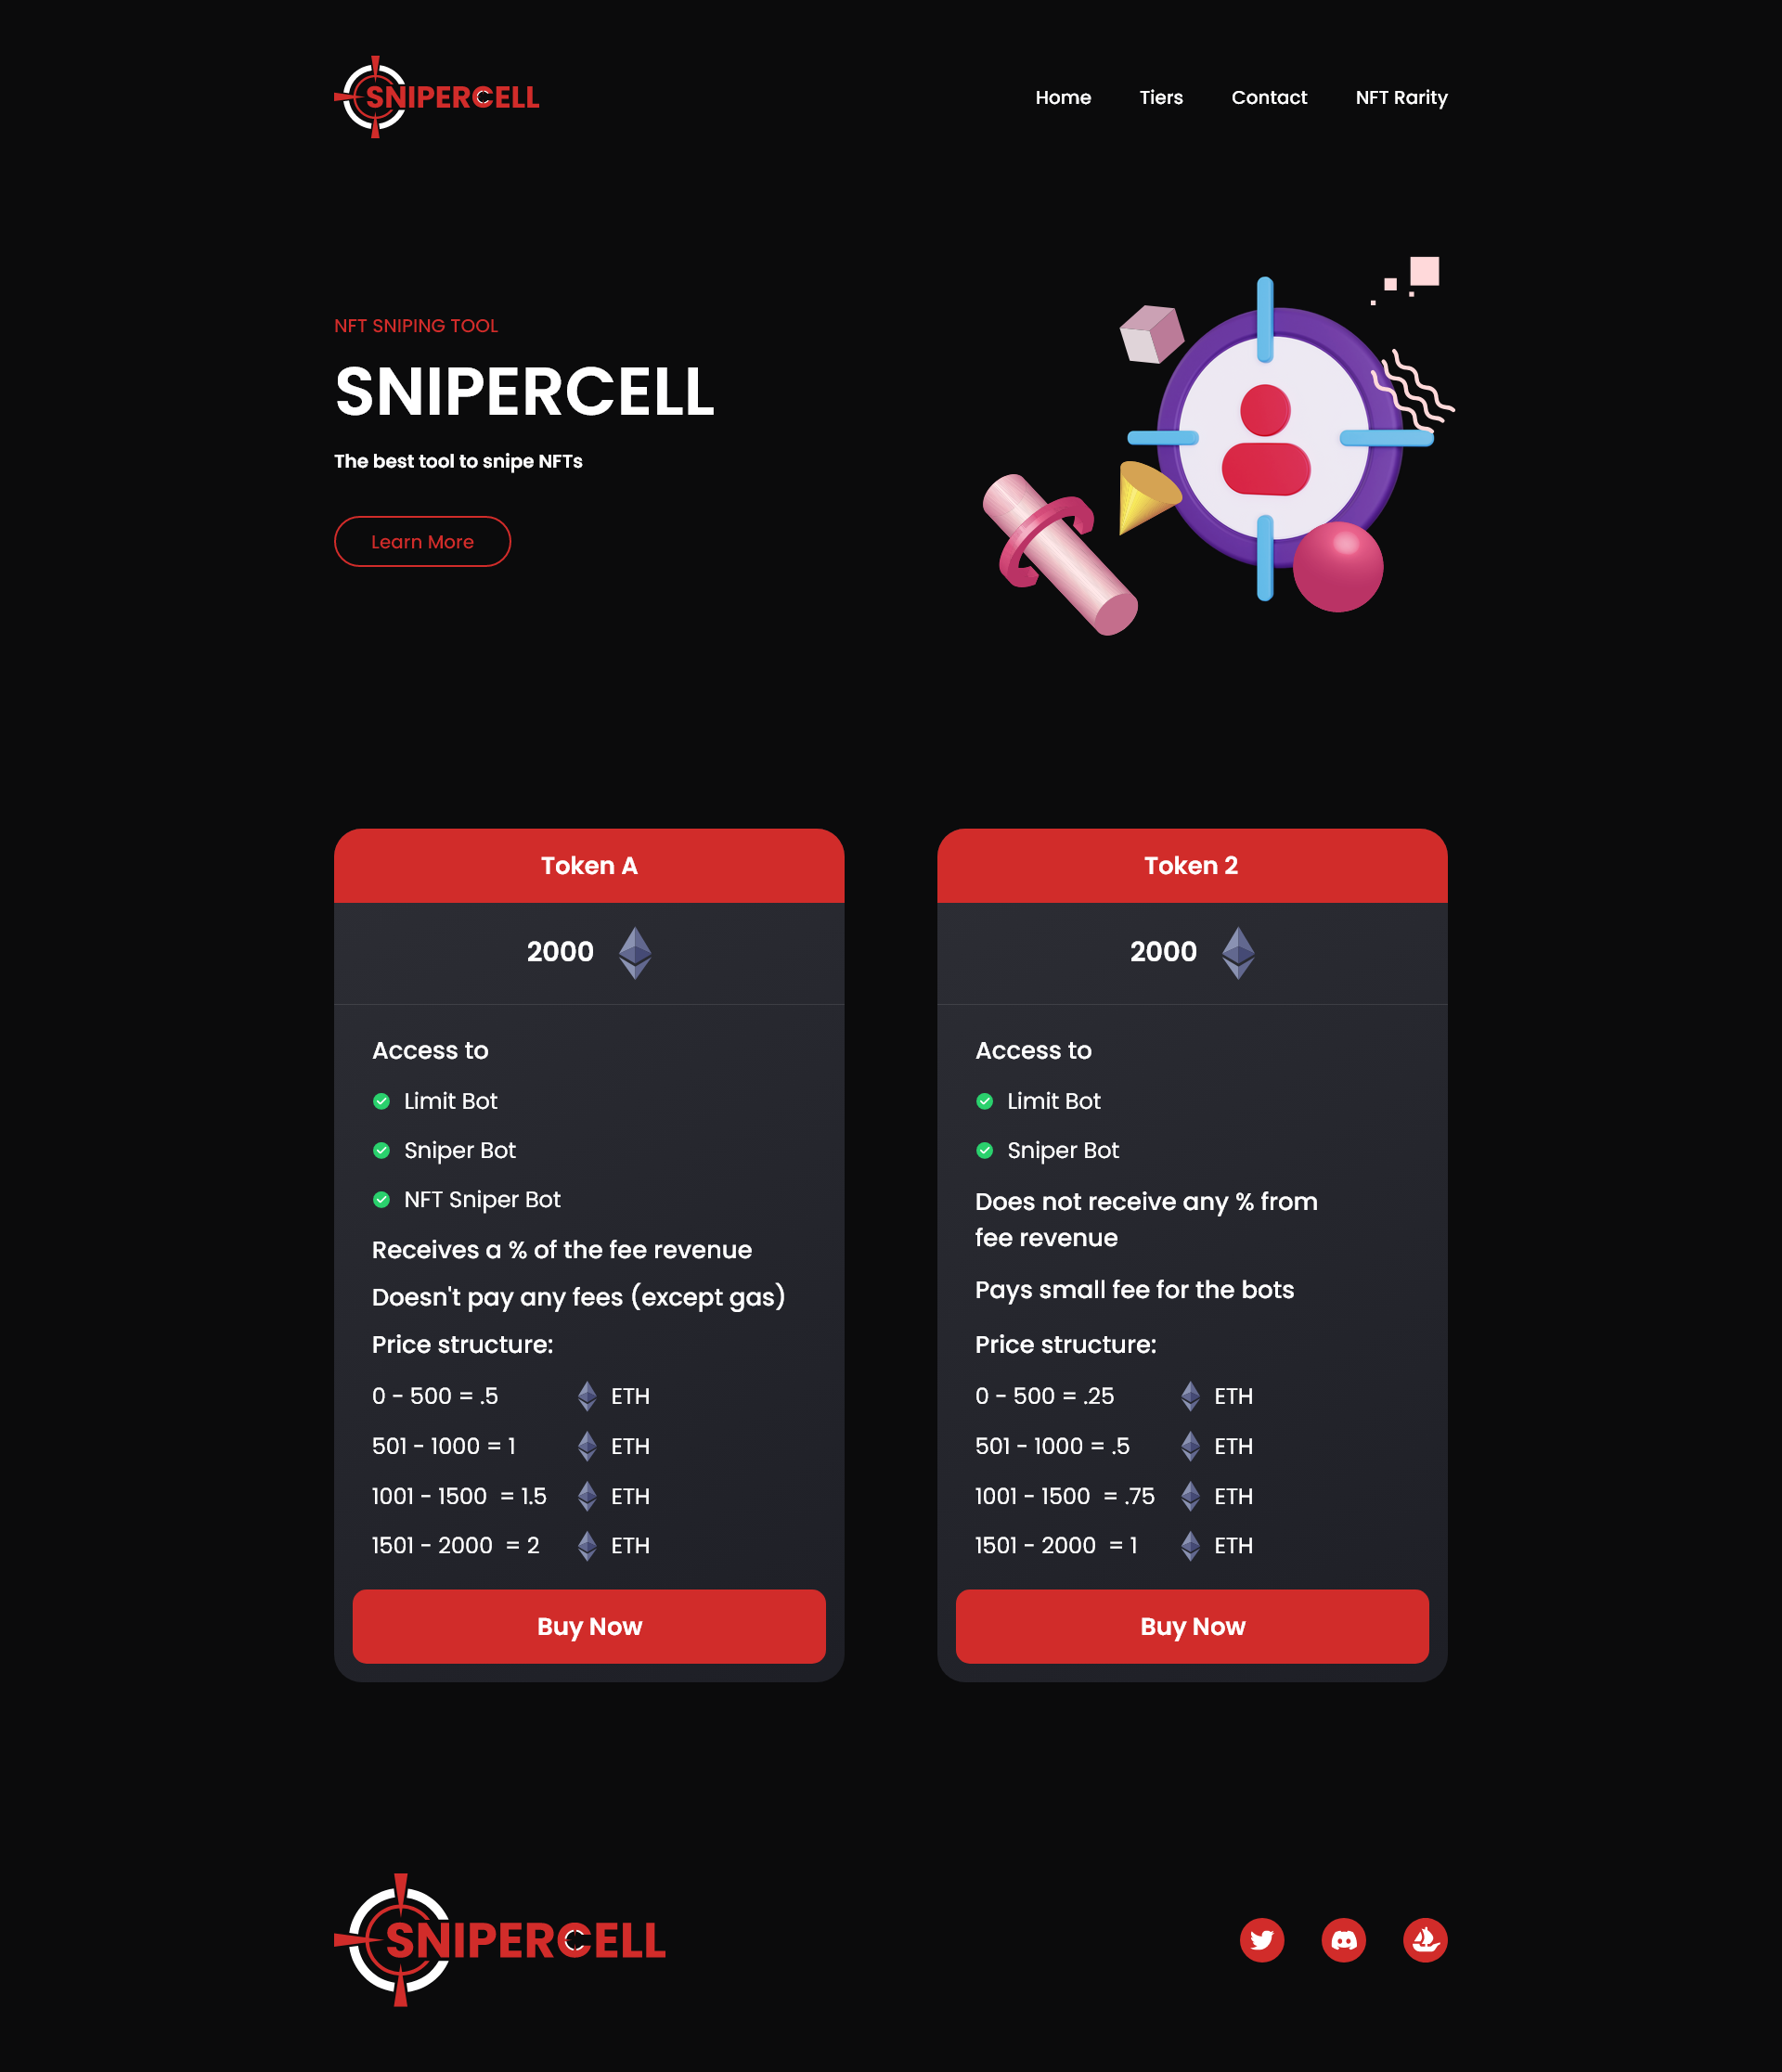 SNIPERCELL
Home Tiers Contact NFT Rarity
NFT SNIPING TOOL
SNIPERCELL
The best tool to snipe NFTs
Learn More
Token A
2000
Access to
Limit Bot
Sniper Bot
NFT Sniper Bot
Receives a % of the fee revenue
Doesn't pay any fees (except gas)
Price structure:
0 - 500 = .5 ETH
501 - 1000 = 1 ETH
1001 - 1500 = 1.5 ETH
1501 - 2000 = 2 ETH
Buy Now
Token 2
2000
Access to
Limit Bot
Sniper Bot
Does not receive any % from
fee revenue
Pays small fee for the bots
Price structure:
0 - 500 = .25 ETH
501 - 1000 = .5 ETH
1001 - 1500 = .75 ETH
1501 - 2000 = 1 ETH
Buy Now
SNIPERCELL